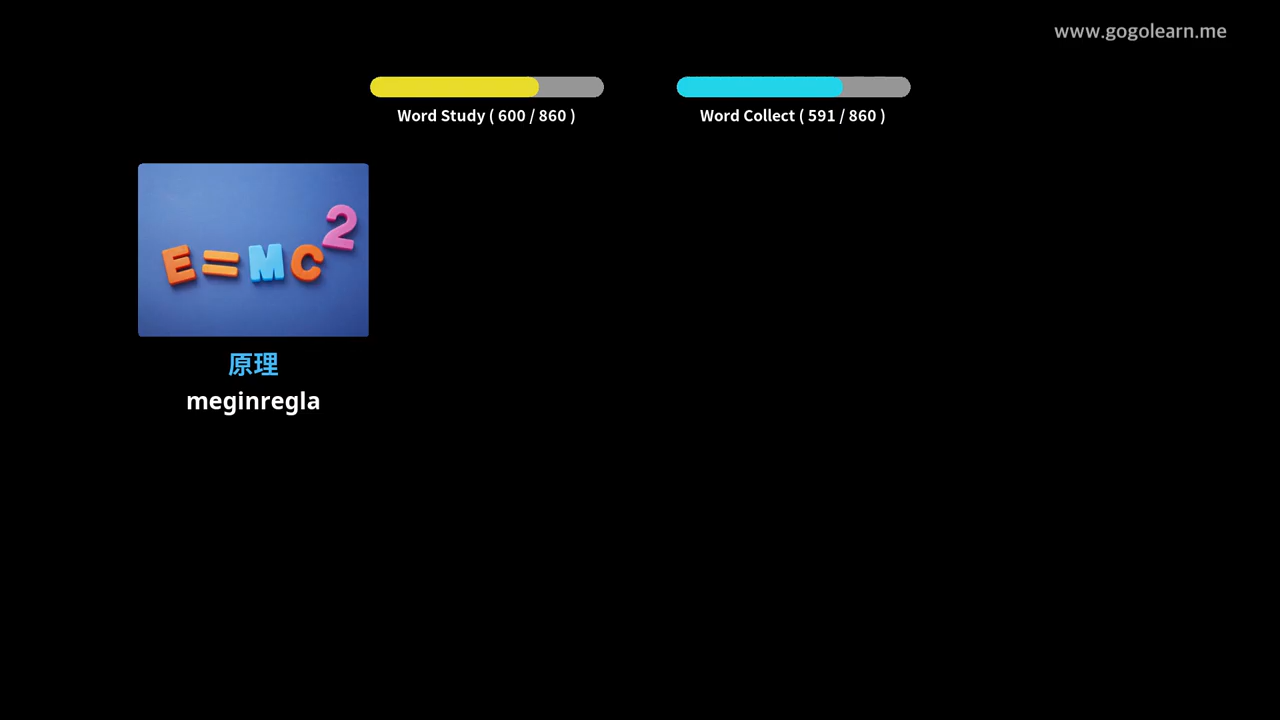 www.gogolearn.me
Word Study ( 600 / 860 )
Word Collect ( 591 / 860 )
E=MC²
原理
meginregla